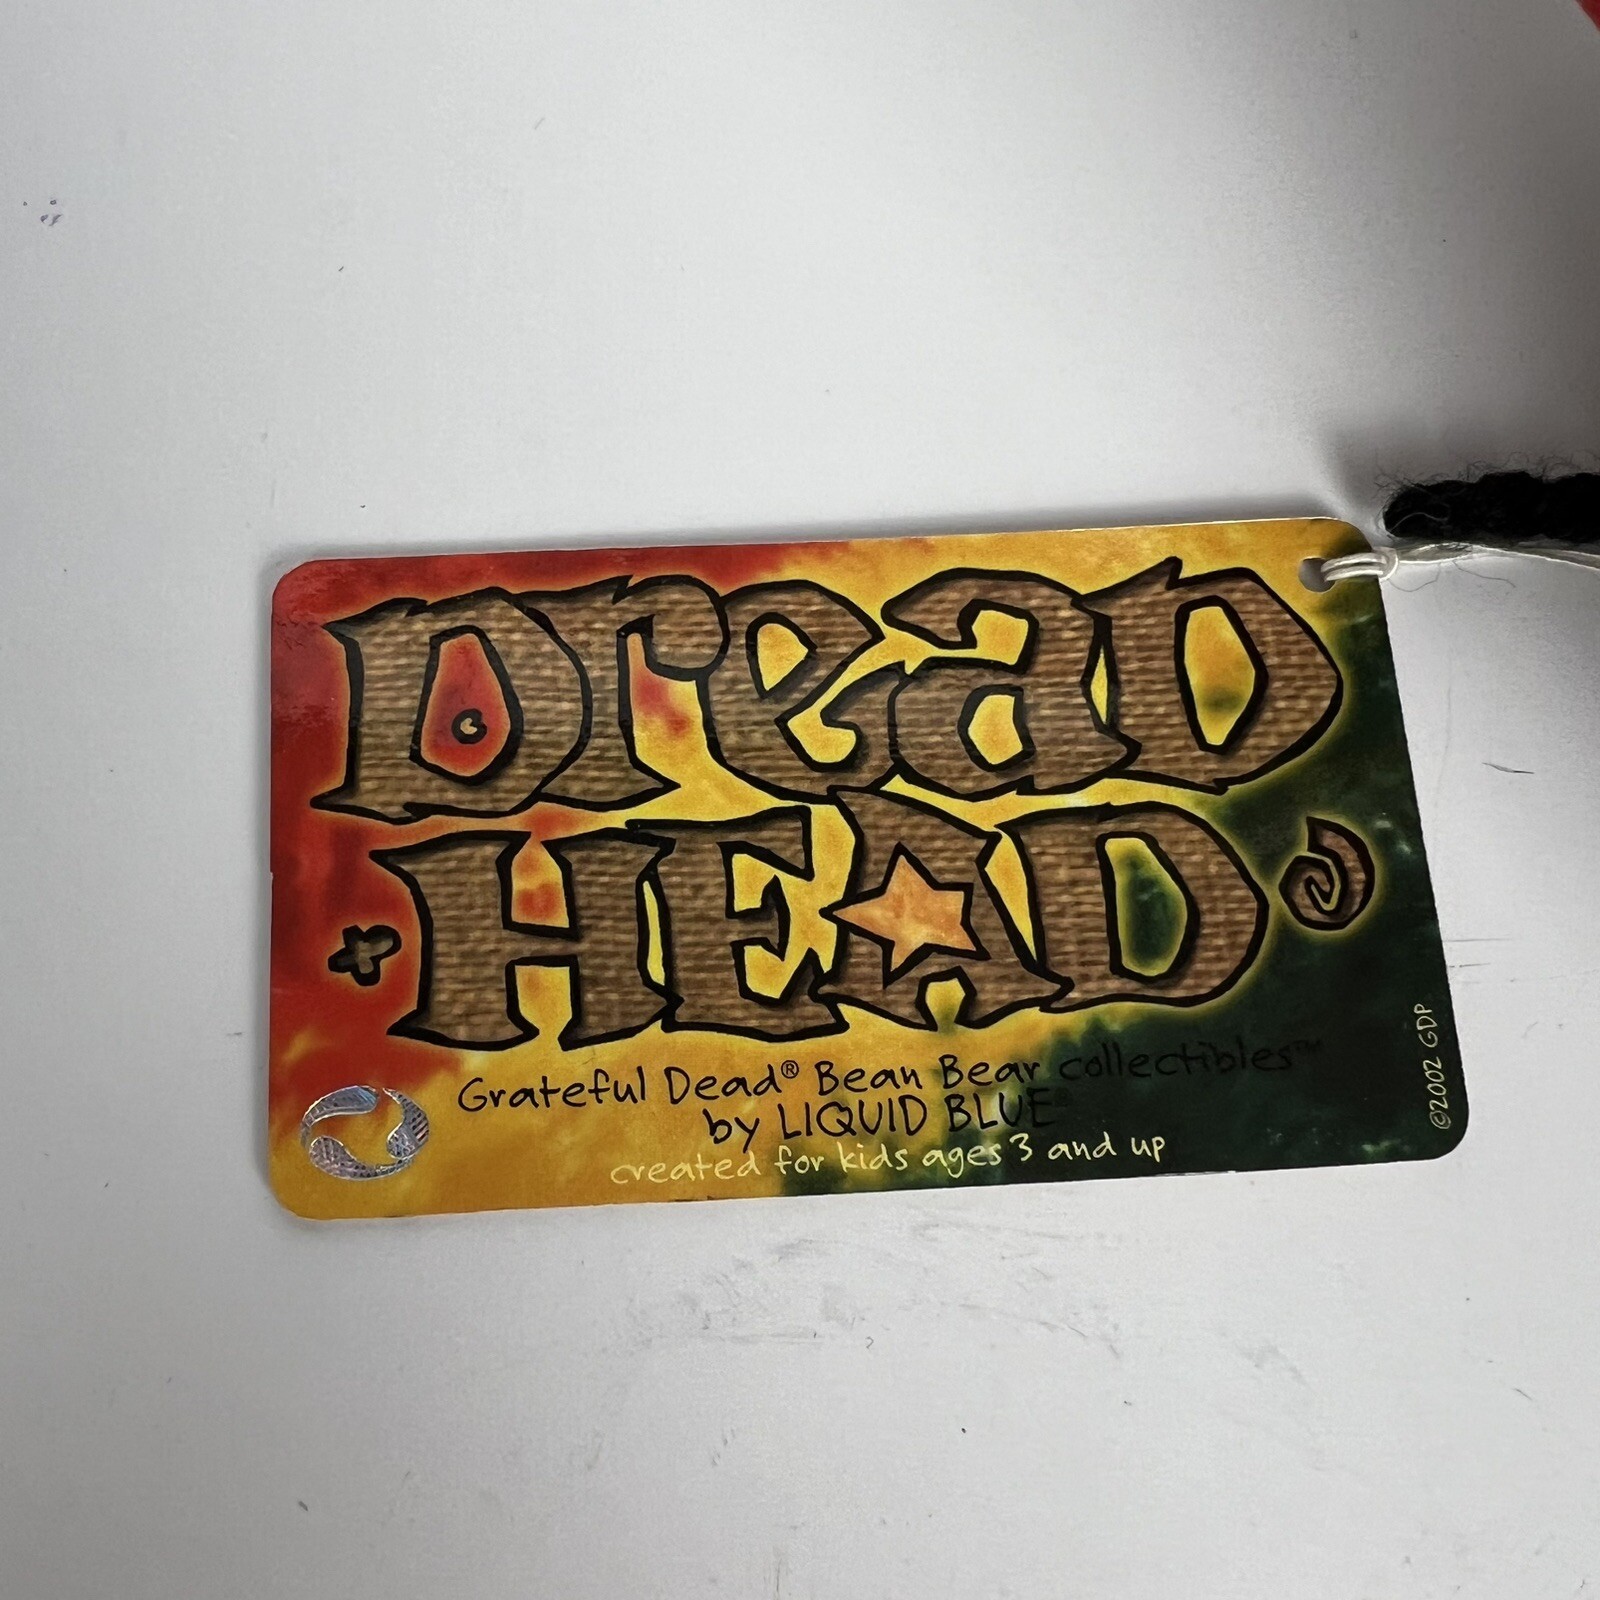 DreaD
HEAD
Grateful Dead® Bean Bear collectibles™
by LIQUID BLUE®
created for kids ages 3 and up
©2002 GDP